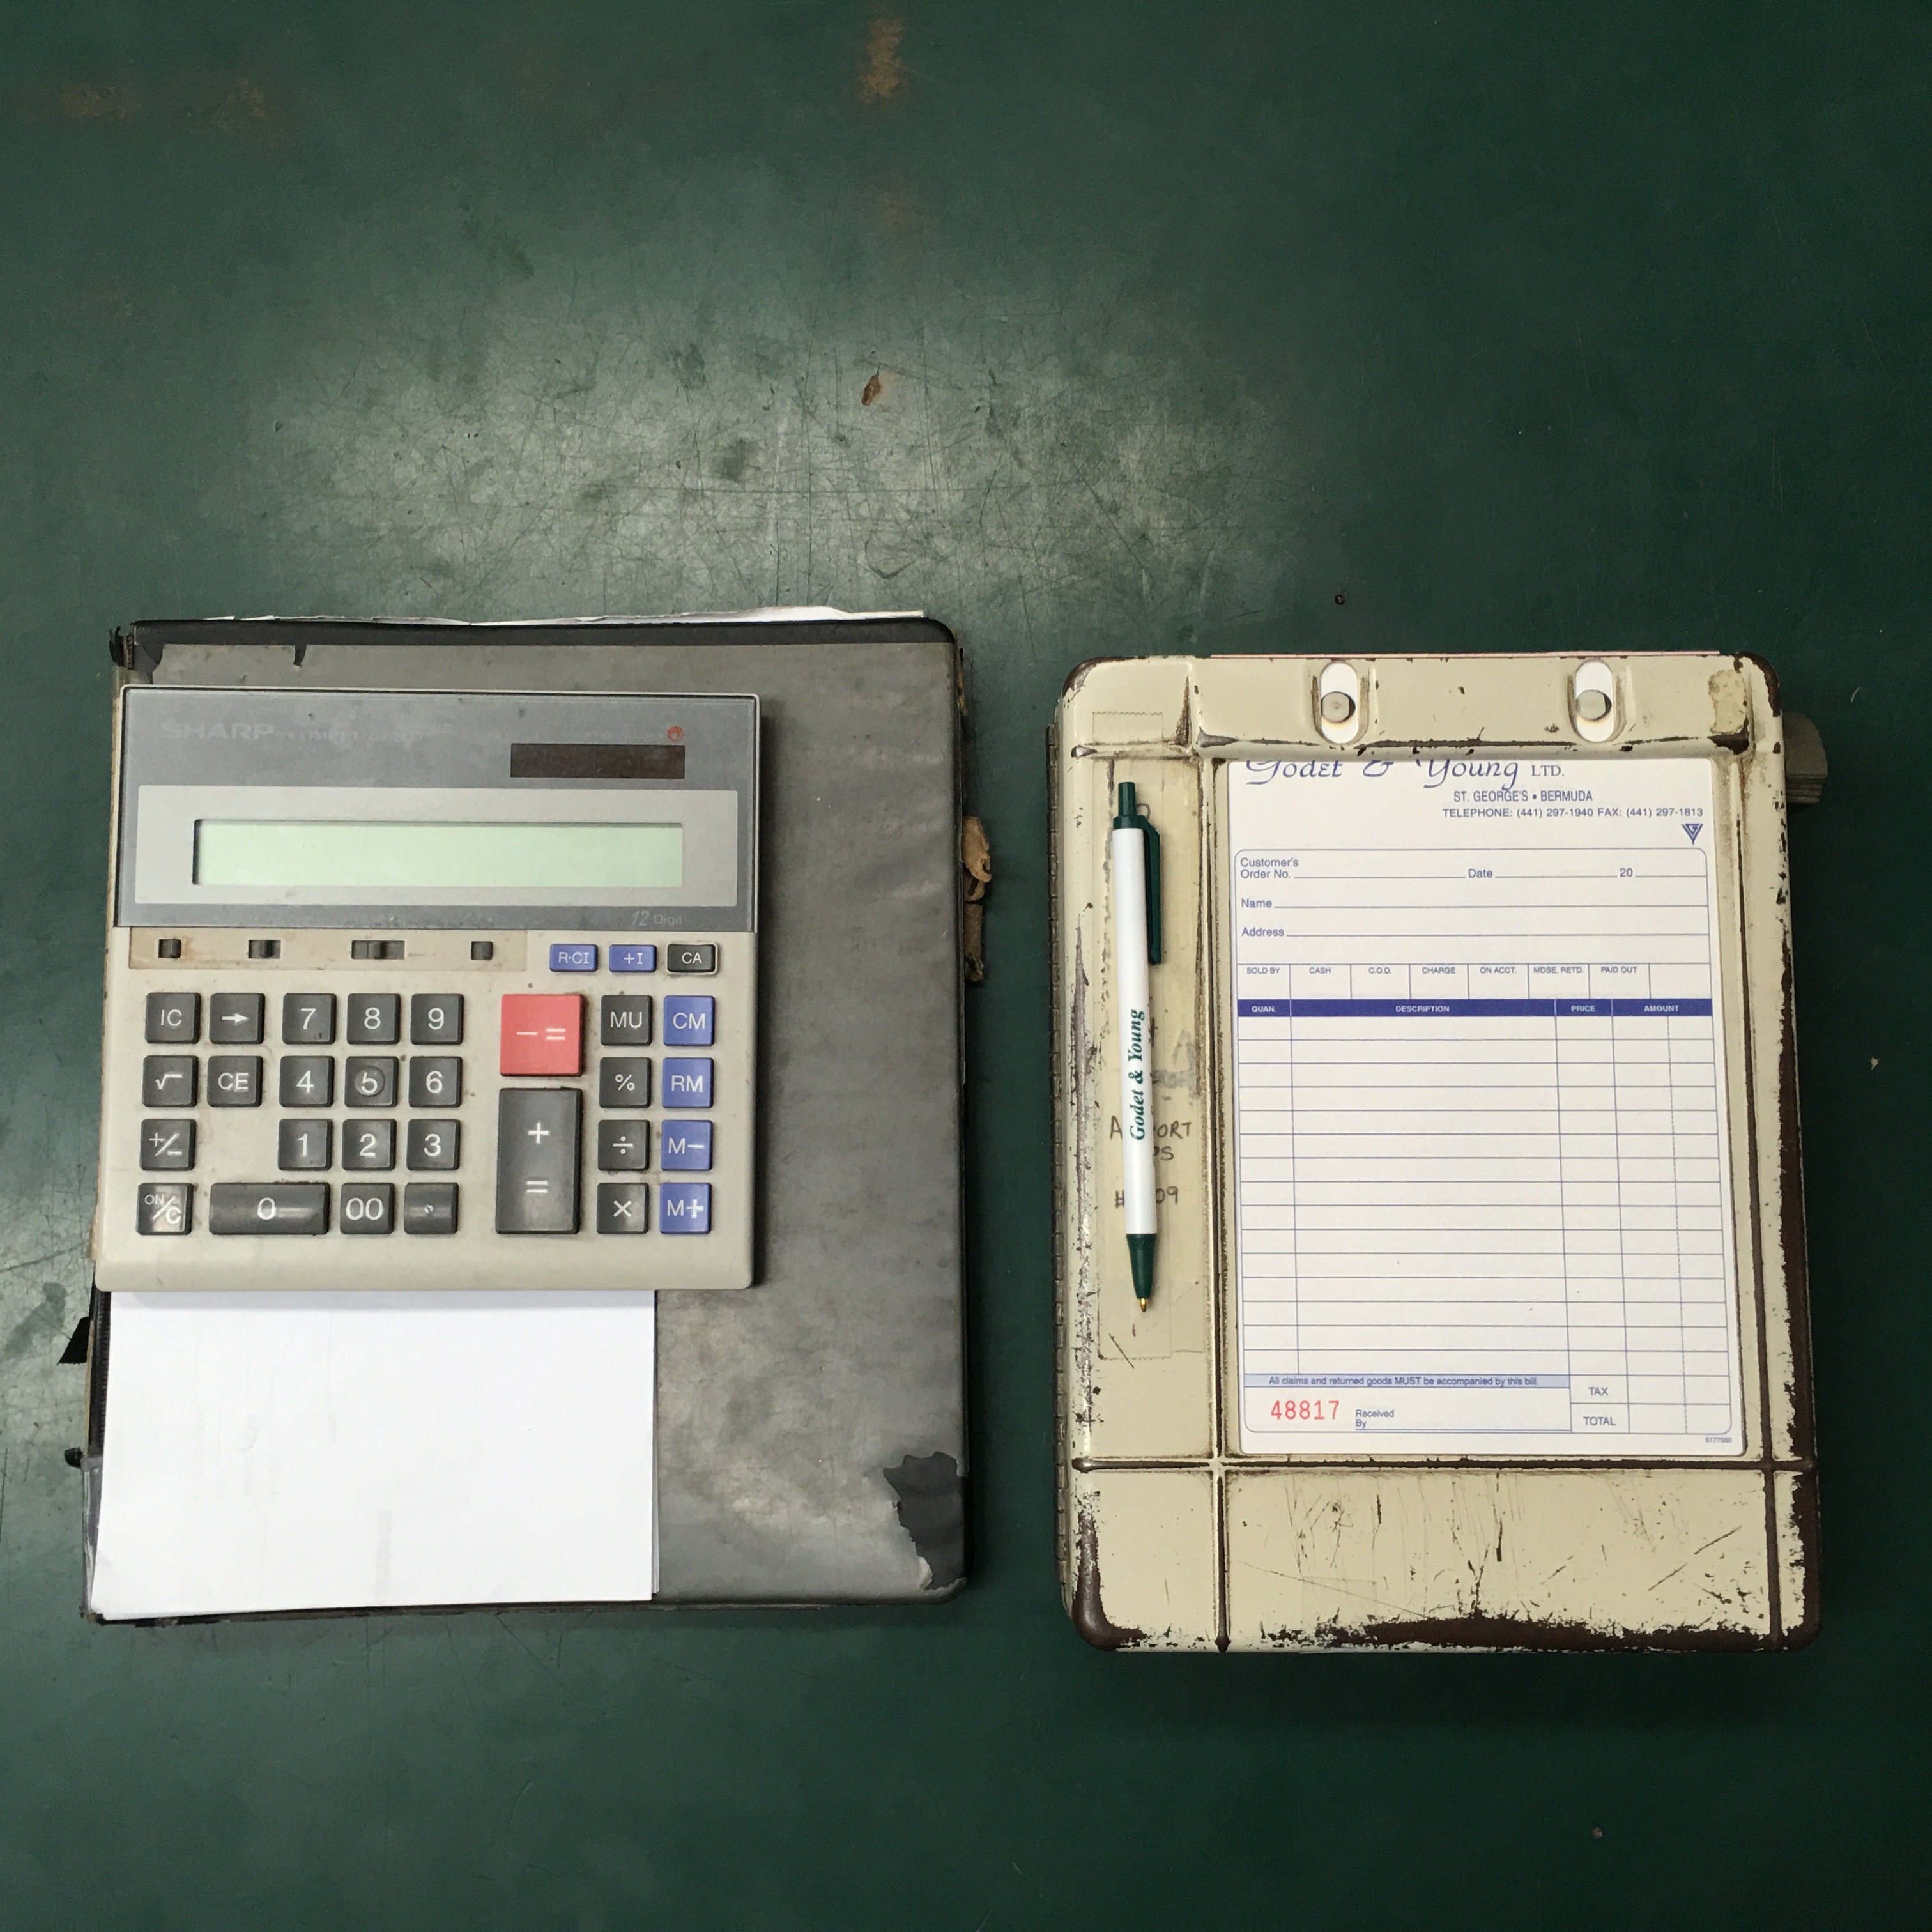 SHARP COMPET
12 Digit
R·CI +I CA
IC → 7 8 9 − = MU CM
√ CE 4 5 6 % RM
+/− 1 2 3 + = ÷ M−
ON/C 0 00 × M+
Godet & Young LTD.
ST. GEORGE'S • BERMUDA
TELEPHONE: (441) 297-1940 FAX: (441) 297-1813
Customer's
Order No. Date 20
Name
Address
SOLD BY CASH C.O.D. CHARGE ON ACCT. MDSE. RETD. PAID OUT
QUAN. DESCRIPTION PRICE AMOUNT
All claims and returned goods MUST be accompanied by this bill.
TAX
48817 Received
By
TOTAL
Godet & Young